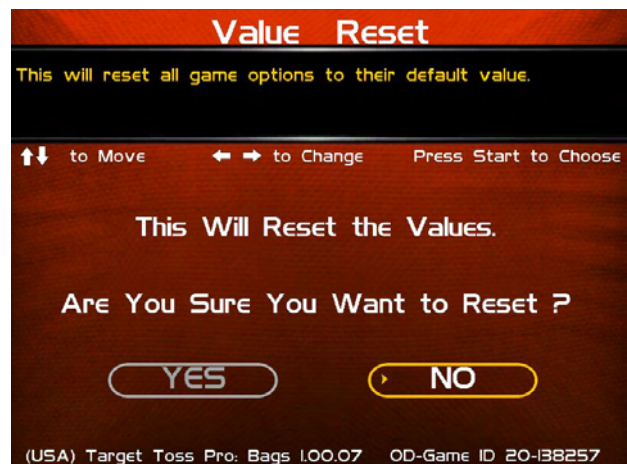 Value Reset
This will reset all game options to their default value.
↑↓ to Move ← → to Change Press Start to Choose
This Will Reset the Values.
Are You Sure You Want to Reset ?
YES NO
(USA) Target Toss Pro: Bags 1.00.07 OD-Game ID 20-138257